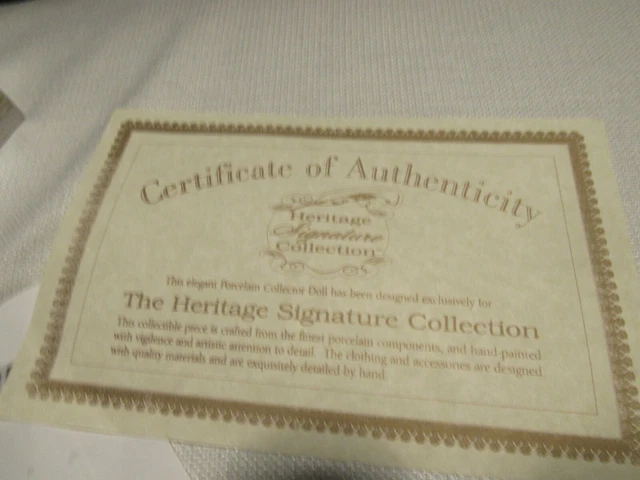 Certificate of Authenticity
Heritage
Signature
Collection
This elegant Porcelain Collector Doll has been designed exclusively for
The Heritage Signature Collection
This collectible piece is crafted from the finest porcelain components, and hand-painted
with vigilence and artistic attention to detail. The clothing and accessories are designed
with quality materials and are exquisitely detailed by hand